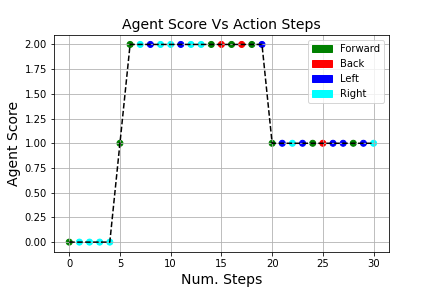 Agent Score Vs Action Steps
2.00
1.75
1.50
1.25
1.00
0.75
0.50
0.25
0.00
Agent Score
Forward
Back
Left
Right
0 5 10 15 20 25 30
Num. Steps